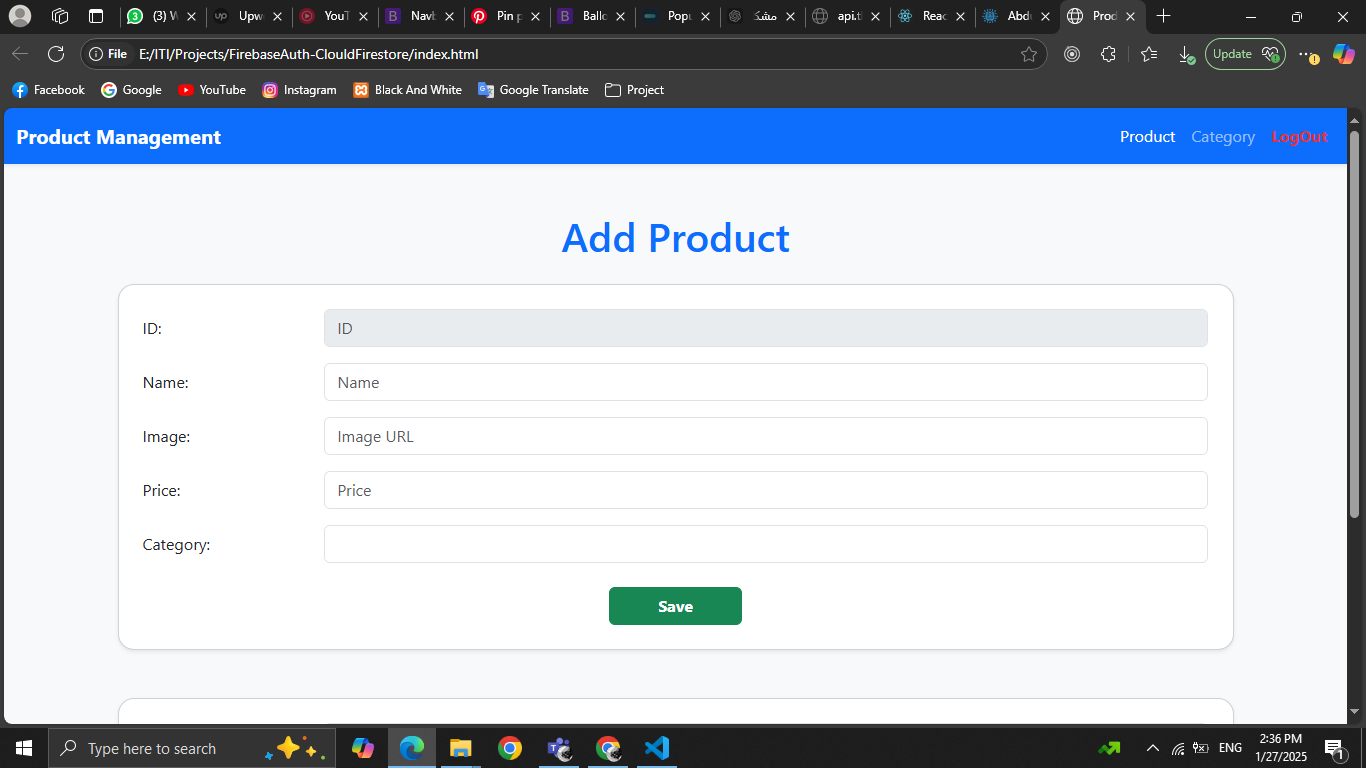 (3) W
Upw
YouT
Navb
Pin p
Ballo
Popu
مشك
api.tl
Reac
Abdu
Prod
File E:/ITI/Projects/FirebaseAuth-ClouldFirestore/index.html
Update
Facebook Google YouTube Instagram Black And White Google Translate Project
Product Management Product Category LogOut
Add Product
ID: ID
Name: Name
Image: Image URL
Price: Price
Category:
Save
Type here to search
ENG
2:36 PM
1/27/2025
1